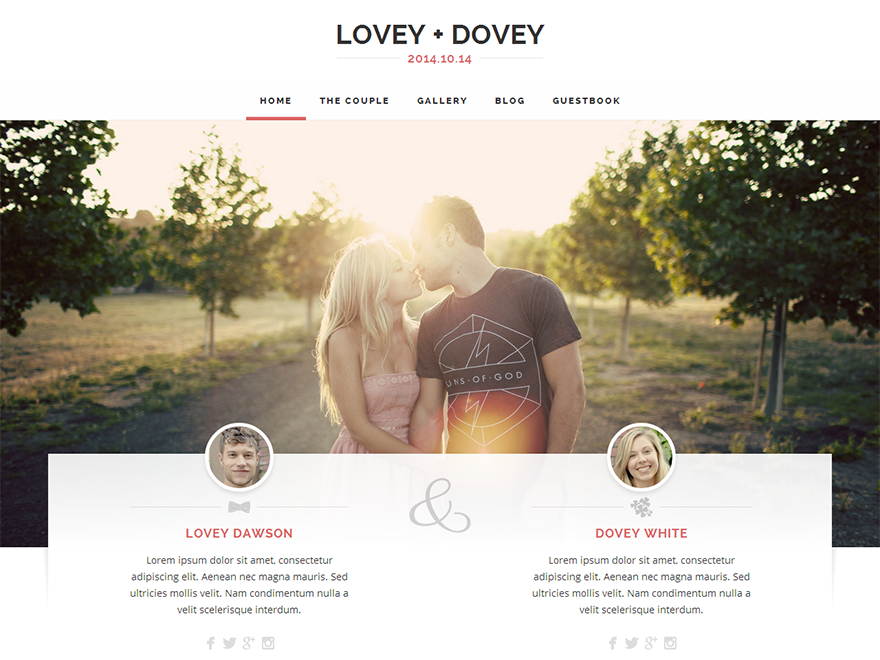 LOVEY + DOVEY
2014.10.14
HOME THE COUPLE GALLERY BLOG GUESTBOOK
UNS·OF·GOD
&
LOVEY DAWSON
Lorem ipsum dolor sit amet, consectetur
adipiscing elit. Aenean nec magna mauris. Sed
ultricies mollis velit. Nam condimentum nulla a
velit scelerisque interdum.
DOVEY WHITE
Lorem ipsum dolor sit amet, consectetur
adipiscing elit. Aenean nec magna mauris. Sed
ultricies mollis velit. Nam condimentum nulla a
velit scelerisque interdum.